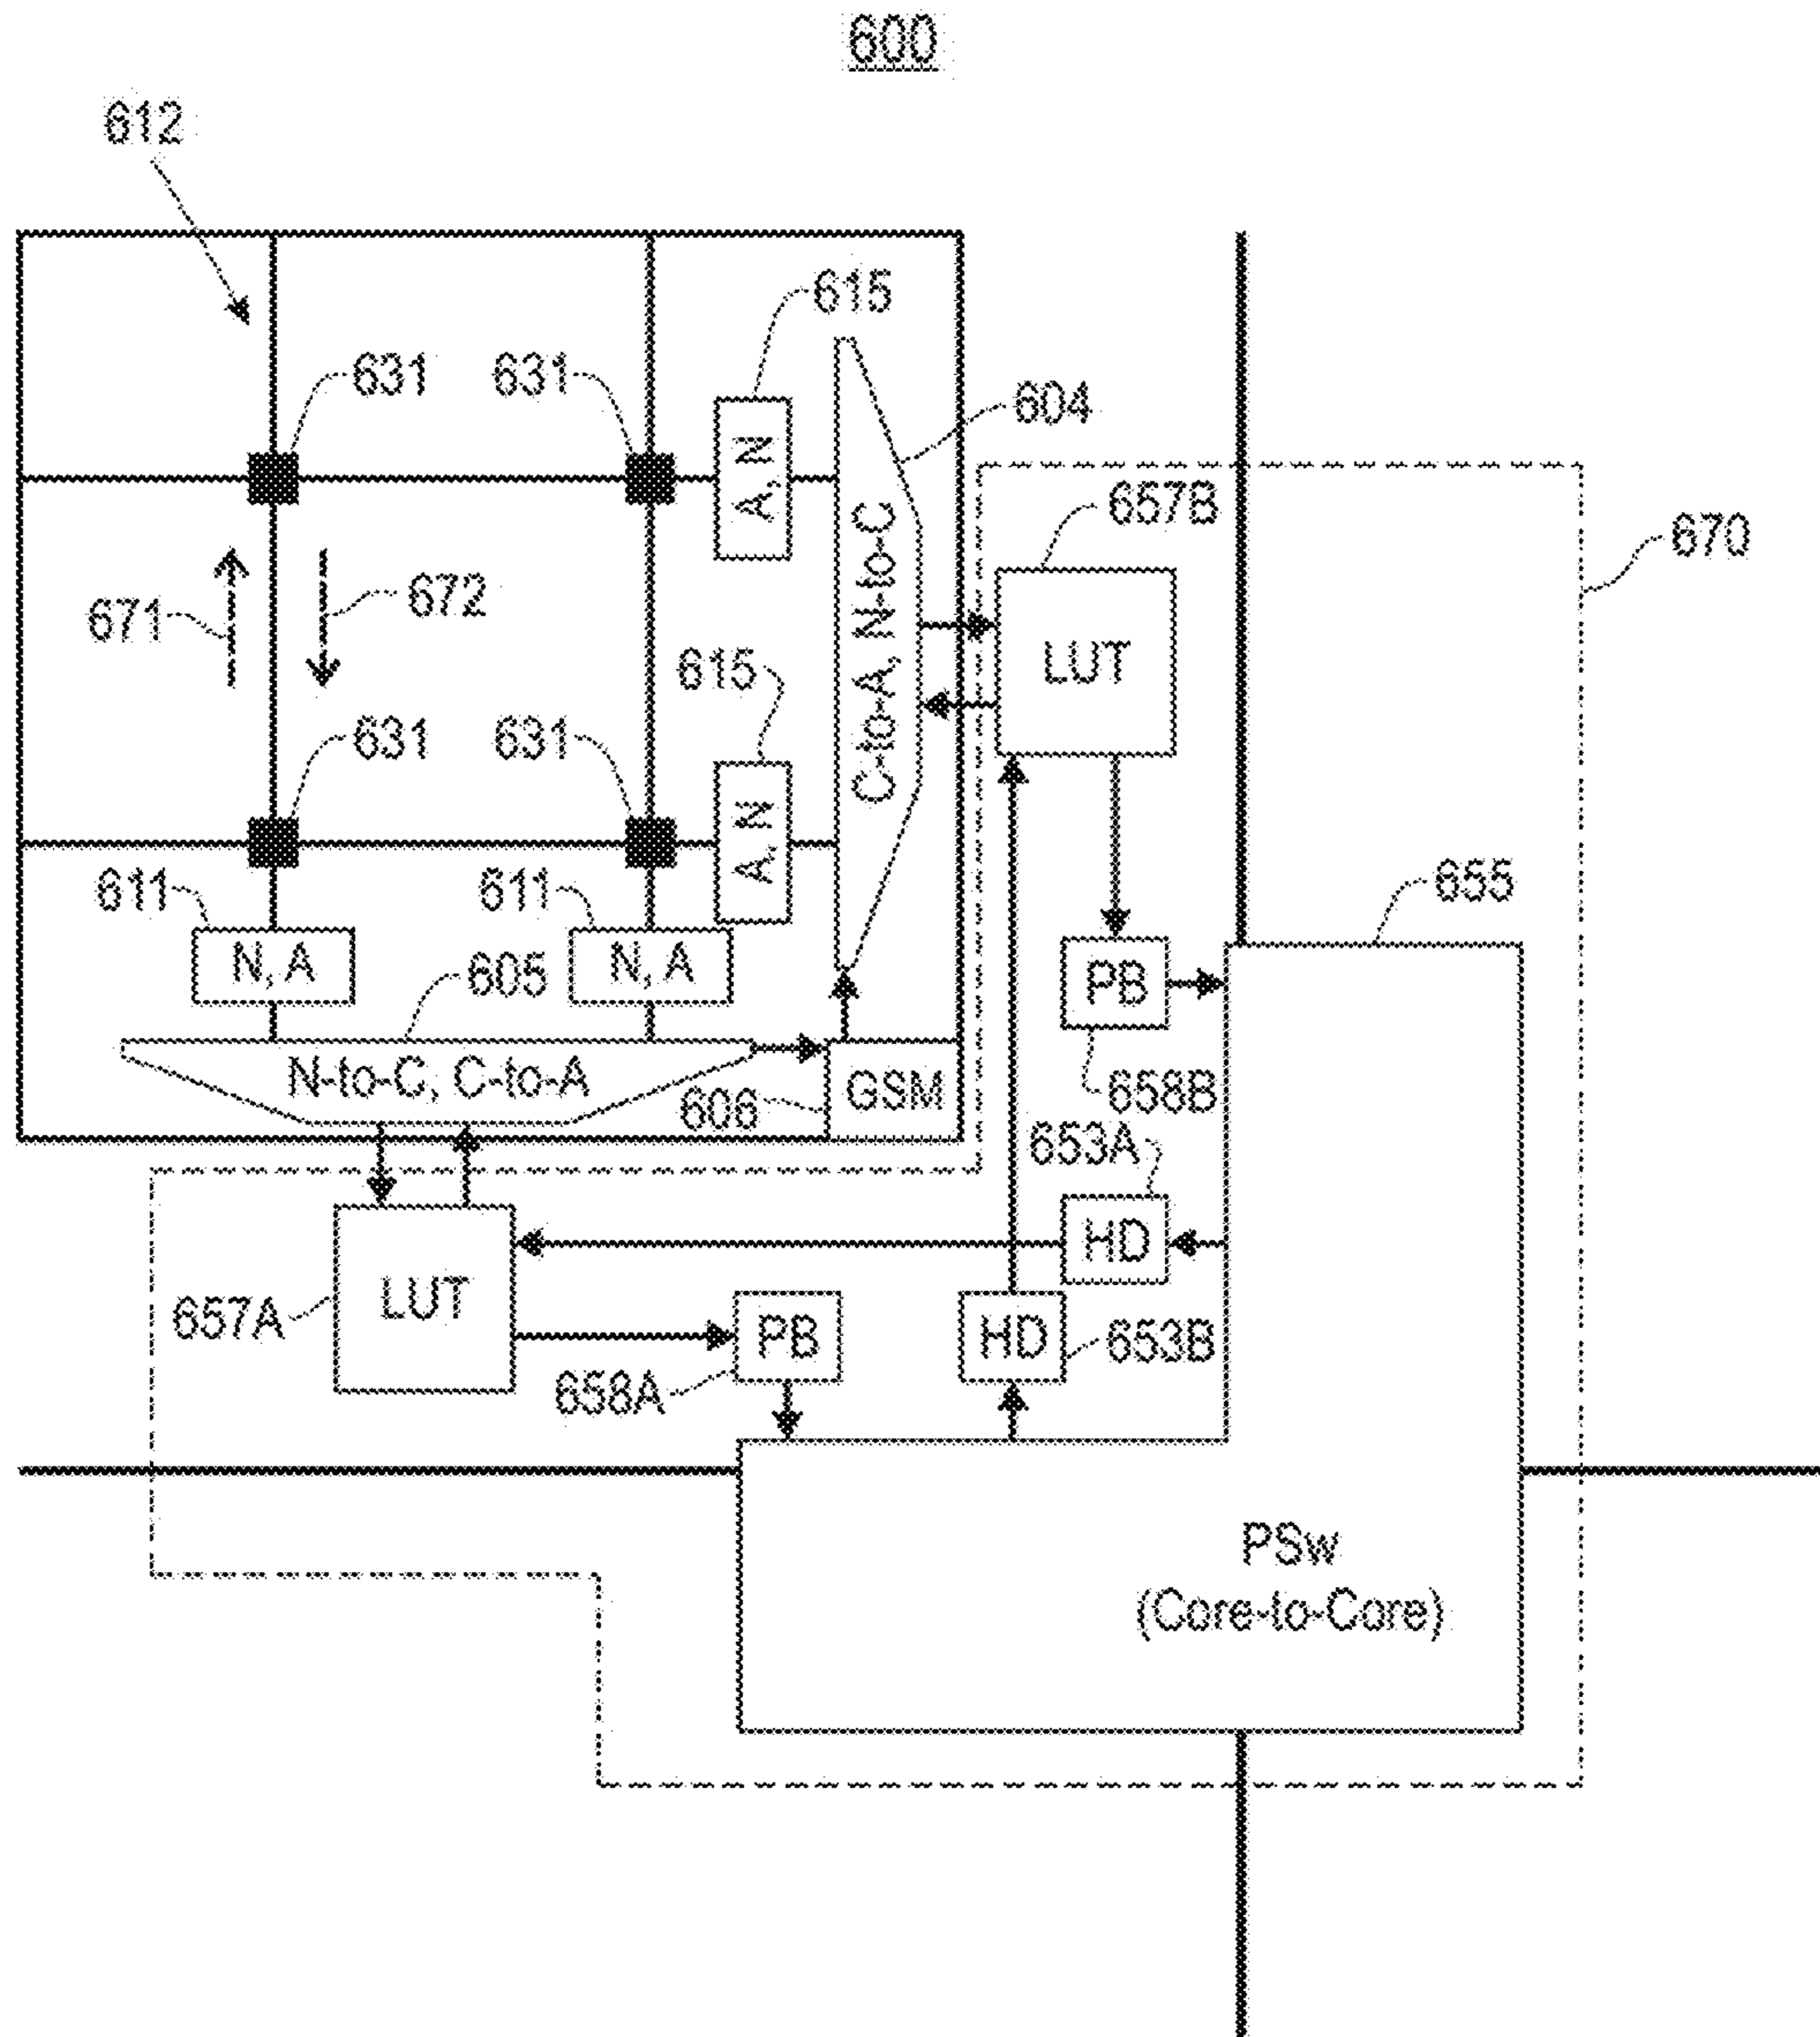 600
612
615
631
631
604
A, N
657B
670
C-to-A, N-to-C
671
672
LUT
615
631
631
A, N
655
611
611
N, A
605
N, A
PB
N-to-C, C-to-A
606
GSM
658B
653A
HD
LUT
657A
PB
HD
653B
658A
PSw
(Core-to-Core)